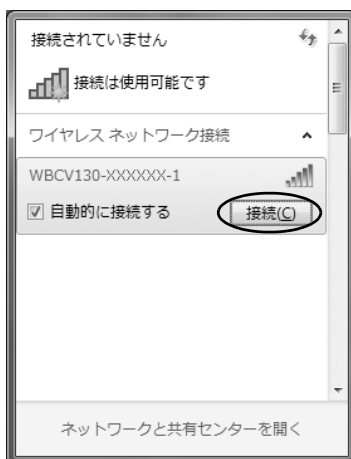 接続されていません
接続は使用可能です
ワイヤレス ネットワーク接続
WBCV130-XXXXXX-1
自動的に接続する
接続(C)
ネットワークと共有センターを開く